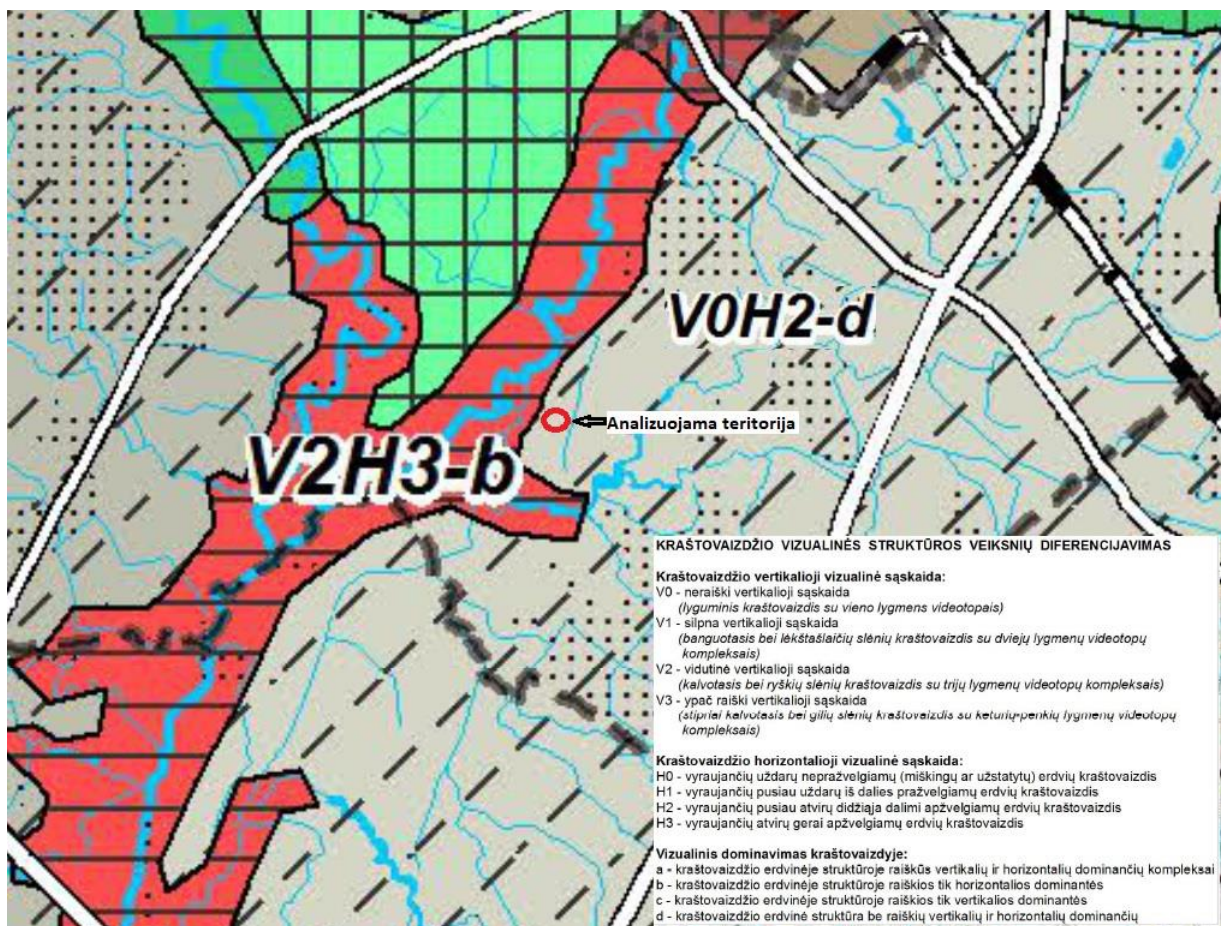 V0H2-d
Analizuojama teritorija
V2H3-b
KRAŠTOVAIZDŽIO VIZUALINĖS STRUKTŪROS VEIKSNIŲ DIFERENCIJAVIMAS
Kraštovaizdžio vertikalioji vizualinė sąskaida:
V0 - neraiški vertikalioji sąskaida
(lyguminis kraštovaizdis su vieno lygmens videotopais)
V1 - silpna vertikalioji sąskaida
(banguotasis bei lėkštašlaičių slėnių kraštovaizdis su dviejų lygmenų videotopų
kompleksais)
V2 - vidutinė vertikalioji sąskaida
(kalvotasis bei ryškių slėnių kraštovaizdis su trijų lygmenų videotopų kompleksais)
V3 - ypač raiški vertikalioji sąskaida
(stipriai kalvotasis bei gilių slėnių kraštovaizdis su keturių-penkių lygmenų videotopų
kompleksais)
Kraštovaizdžio horizontalioji vizualinė sąskaida:
H0 - vyraujančių uždarų nepražvelgiamų (miškingų ar užstatytų) erdvių kraštovaizdis
H1 - vyraujančių pusiau uždarų iš dalies pražvelgiamų erdvių kraštovaizdis
H2 - vyraujančių pusiau atvirų didžiąja dalimi apžvelgiamų erdvių kraštovaizdis
H3 - vyraujančių atvirų gerai apžvelgiamų erdvių kraštovaizdis
Vizualinis dominavimas kraštovaizdyje:
a - kraštovaizdžio erdvinėje struktūroje raiškūs vertikalių ir horizontalių dominančių kompleksai
b - kraštovaizdžio erdvinėje struktūroje raiškios tik horizontalios dominantės
c - kraštovaizdžio erdvinėje struktūroje raiškios tik vertikalios dominantės
d - kraštovaizdžio erdvinė struktūra be raiškių vertikalių ir horizontalių dominančių